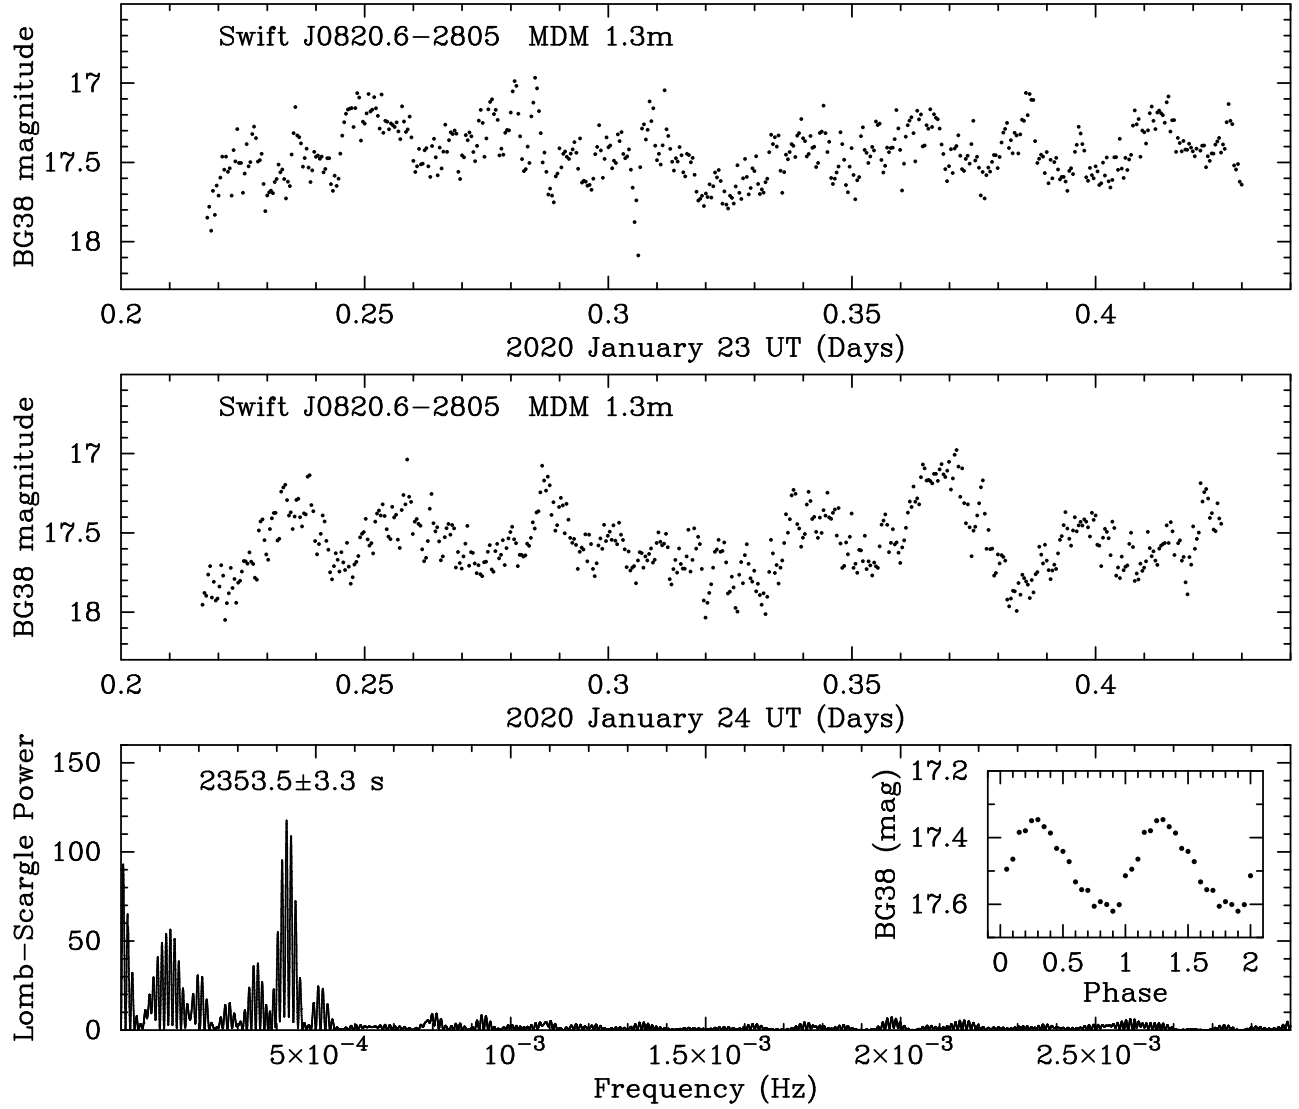 Swift J0820.6−2805 MDM 1.3m
BG38 magnitude
17
17.5
18
0.2 0.25 0.3 0.35 0.4
2020 January 23 UT (Days)
Swift J0820.6−2805 MDM 1.3m
BG38 magnitude
17
17.5
18
0.2 0.25 0.3 0.35 0.4
2020 January 24 UT (Days)
Lomb−Scargle Power
150
100
50
0
2353.5±3.3 s
BG38 (mag)
17.2
17.4
17.6
0 0.5 1 1.5 2
Phase
5×10⁻⁴ 10⁻³ 1.5×10⁻³ 2×10⁻³ 2.5×10⁻³
Frequency (Hz)